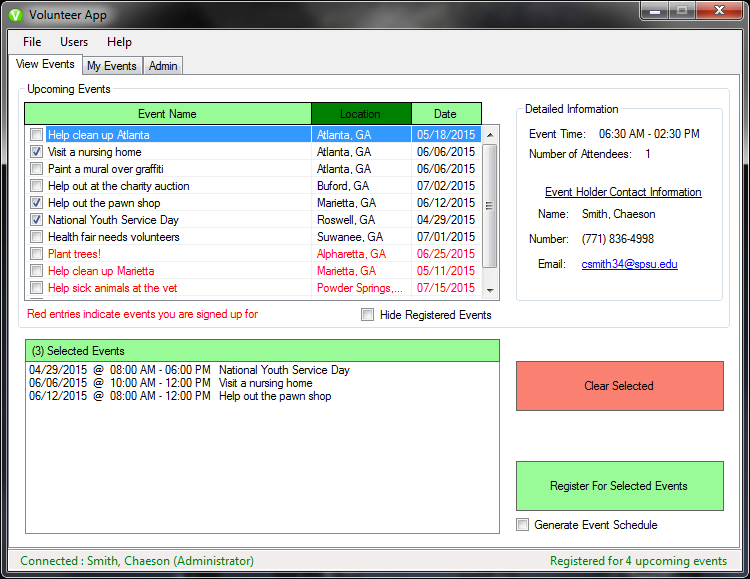 Volunteer App
File Users Help
View Events My Events Admin
Upcoming Events
Event Name Location Date
Help clean up Atlanta Atlanta, GA 05/18/2015
Visit a nursing home Atlanta, GA 06/06/2015
Paint a mural over graffiti Atlanta, GA 06/06/2015
Help out at the charity auction Buford, GA 07/02/2015
Help out the pawn shop Marietta, GA 06/12/2015
National Youth Service Day Roswell, GA 04/29/2015
Health fair needs volunteers Suwanee, GA 07/01/2015
Plant trees! Alpharetta, GA 06/25/2015
Help clean up Marietta Marietta, GA 05/11/2015
Help sick animals at the vet Powder Springs,... 07/15/2015
Red entries indicate events you are signed up for
Hide Registered Events
Detailed Information
Event Time: 06:30 AM - 02:30 PM
Number of Attendees: 1
Event Holder Contact Information
Name: Smith, Chaeson
Number: (771) 836-4998
Email: csmith34@spsu.edu
(3) Selected Events
04/29/2015 @ 08:00 AM - 06:00 PM National Youth Service Day
06/06/2015 @ 10:00 AM - 12:00 PM Visit a nursing home
06/12/2015 @ 08:00 AM - 12:00 PM Help out the pawn shop
Clear Selected
Register For Selected Events
Generate Event Schedule
Connected : Smith, Chaeson (Administrator)
Registered for 4 upcoming events